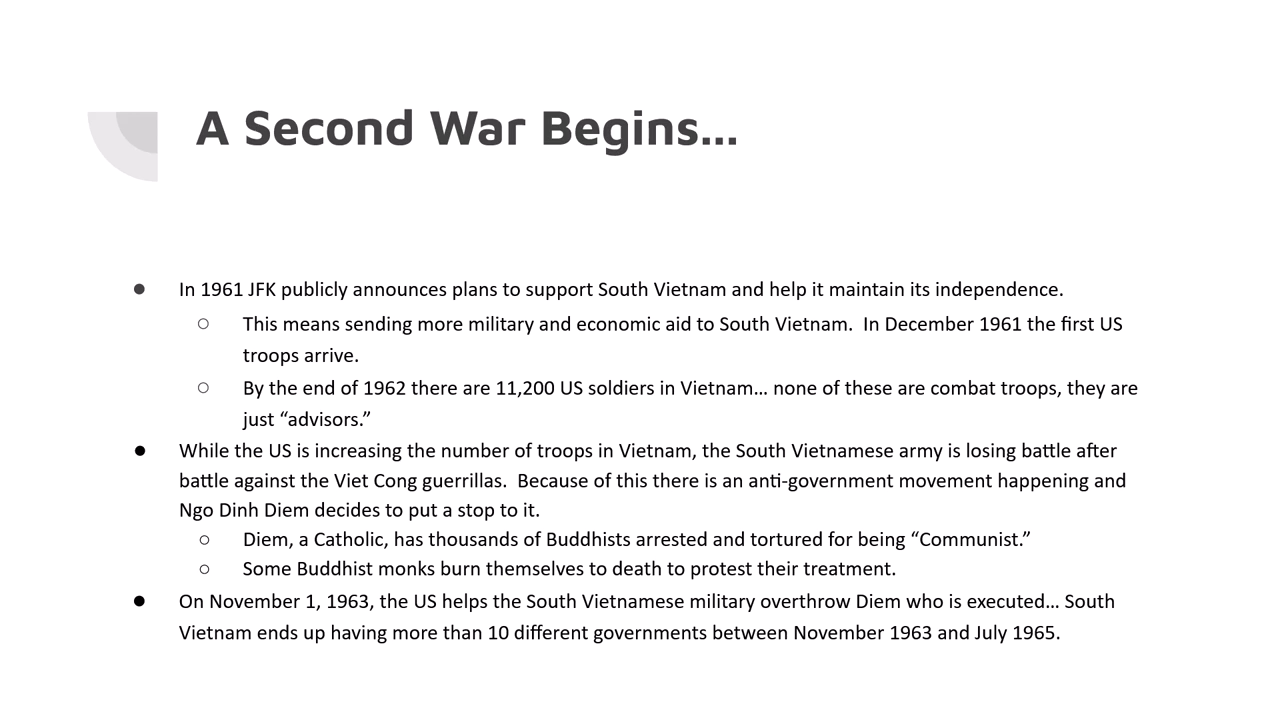 A Second War Begins...
● In 1961 JFK publicly announces plans to support South Vietnam and help it maintain its independence.
○ This means sending more military and economic aid to South Vietnam.  In December 1961 the first US
troops arrive.
○ By the end of 1962 there are 11,200 US soldiers in Vietnam… none of these are combat troops, they are
just “advisors.”
● While the US is increasing the number of troops in Vietnam, the South Vietnamese army is losing battle after
battle against the Viet Cong guerrillas.  Because of this there is an anti-government movement happening and
Ngo Dinh Diem decides to put a stop to it.
○ Diem, a Catholic, has thousands of Buddhists arrested and tortured for being “Communist.”
○ Some Buddhist monks burn themselves to death to protest their treatment.
● On November 1, 1963, the US helps the South Vietnamese military overthrow Diem who is executed… South
Vietnam ends up having more than 10 different governments between November 1963 and July 1965.